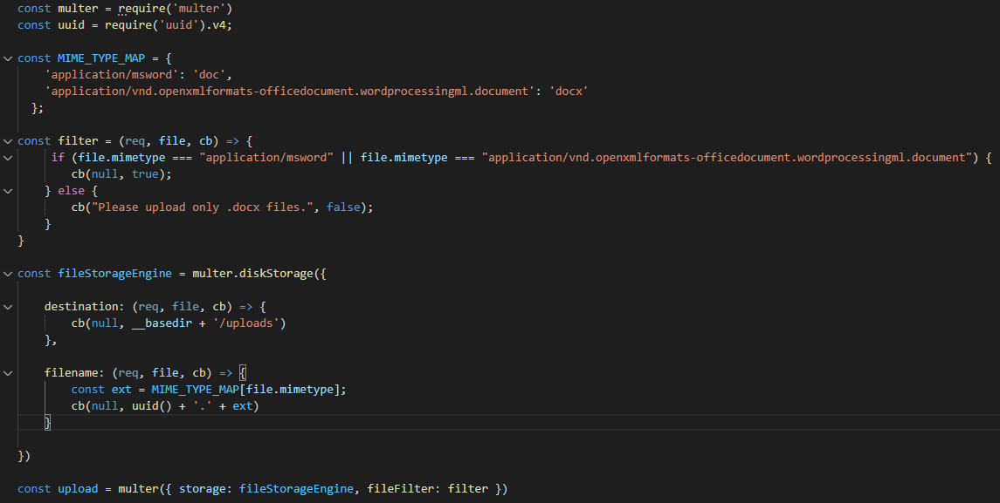 const multer = require('multer')
const uuid = require('uuid').v4;
const MIME_TYPE_MAP = {
    'application/msword': 'doc',
    'application/vnd.openxmlformats-officedocument.wordprocessingml.document': 'docx'
  };
const filter = (req, file, cb) => {
     if (file.mimetype === "application/msword" || file.mimetype === "application/vnd.openxmlformats-officedocument.wordprocessingml.document") {
        cb(null, true);
    } else {
        cb("Please upload only .docx files.", false);
    }
}
const fileStorageEngine = multer.diskStorage({
    destination: (req, file, cb) => {
        cb(null, __basedir + '/uploads')
    },
    filename: (req, file, cb) => {
        const ext = MIME_TYPE_MAP[file.mimetype];
        cb(null, uuid() + '.' + ext)
    }
})
const upload = multer({ storage: fileStorageEngine, fileFilter: filter })